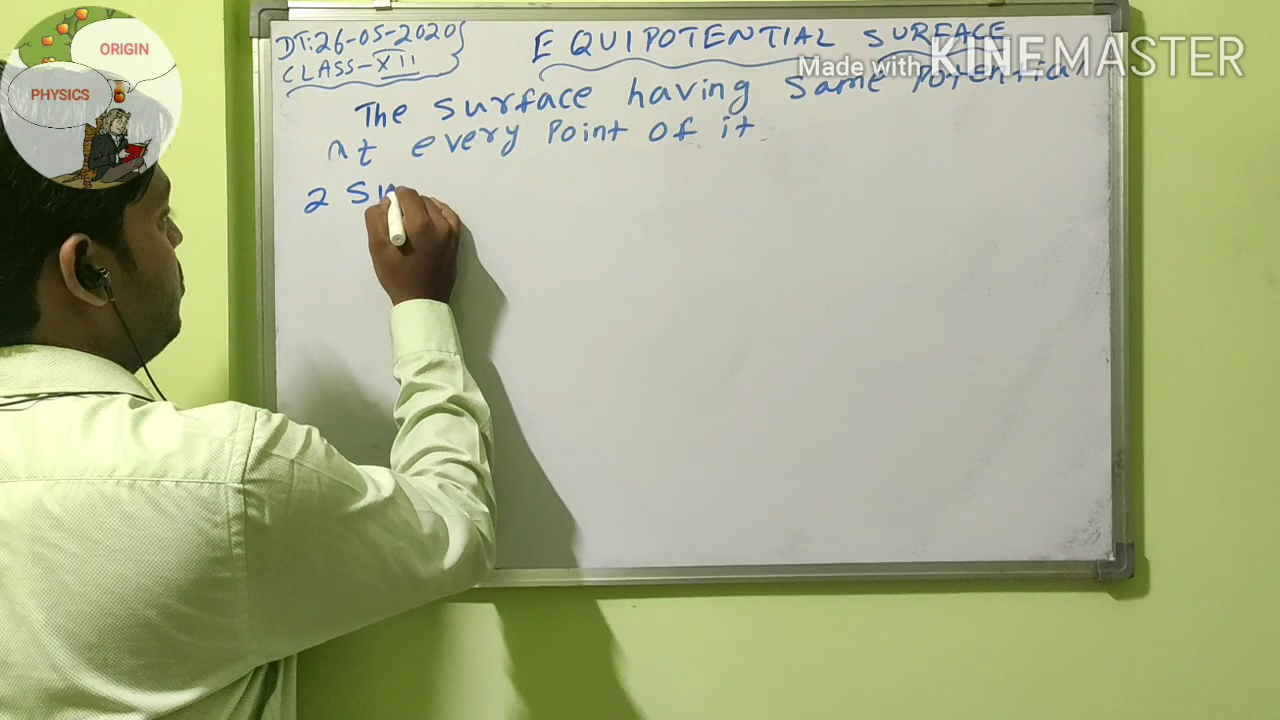 ORIGIN
PHYSICS
DT:26-05-2020
CLASS-XII
EQUIPOTENTIAL SURFACE
Made with KINEMASTER
The surface having same potential
at every point of it
2